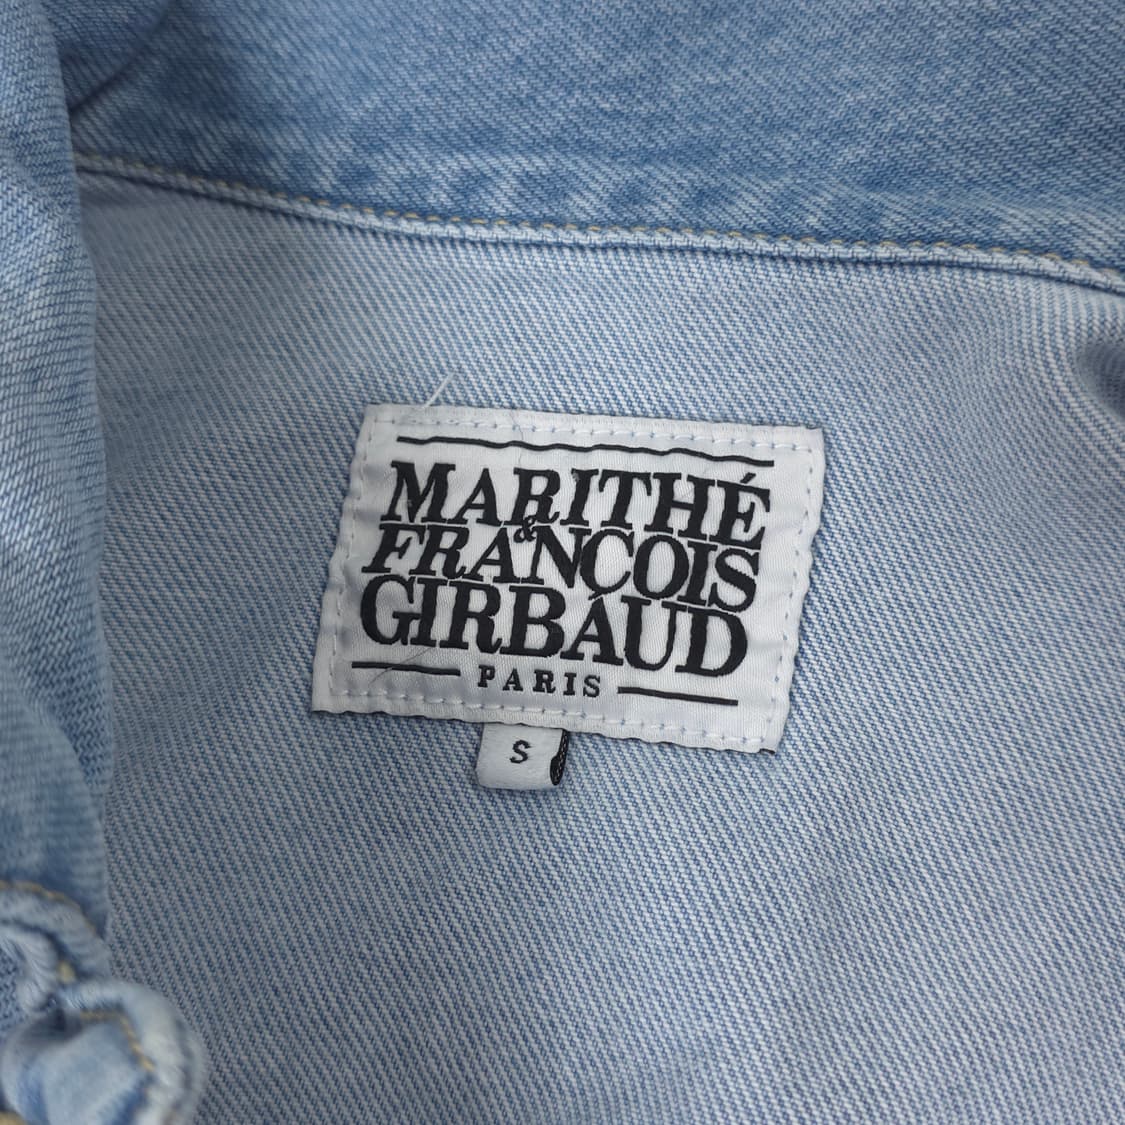 MARITHÉ
&
FRANÇOIS
GIRBAUD
PARIS
S